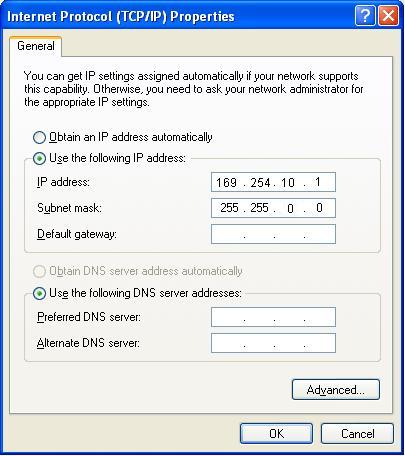 Internet Protocol (TCP/IP) Properties
General
You can get IP settings assigned automatically if your network supports
this capability. Otherwise, you need to ask your network administrator for
the appropriate IP settings.
Obtain an IP address automatically
Use the following IP address:
IP address: 169 . 254 . 10 . 1
Subnet mask: 255 . 255 . 0 . 0
Default gateway: . . .
Obtain DNS server address automatically
Use the following DNS server addresses:
Preferred DNS server: . . .
Alternate DNS server: . . .
Advanced...
OK Cancel